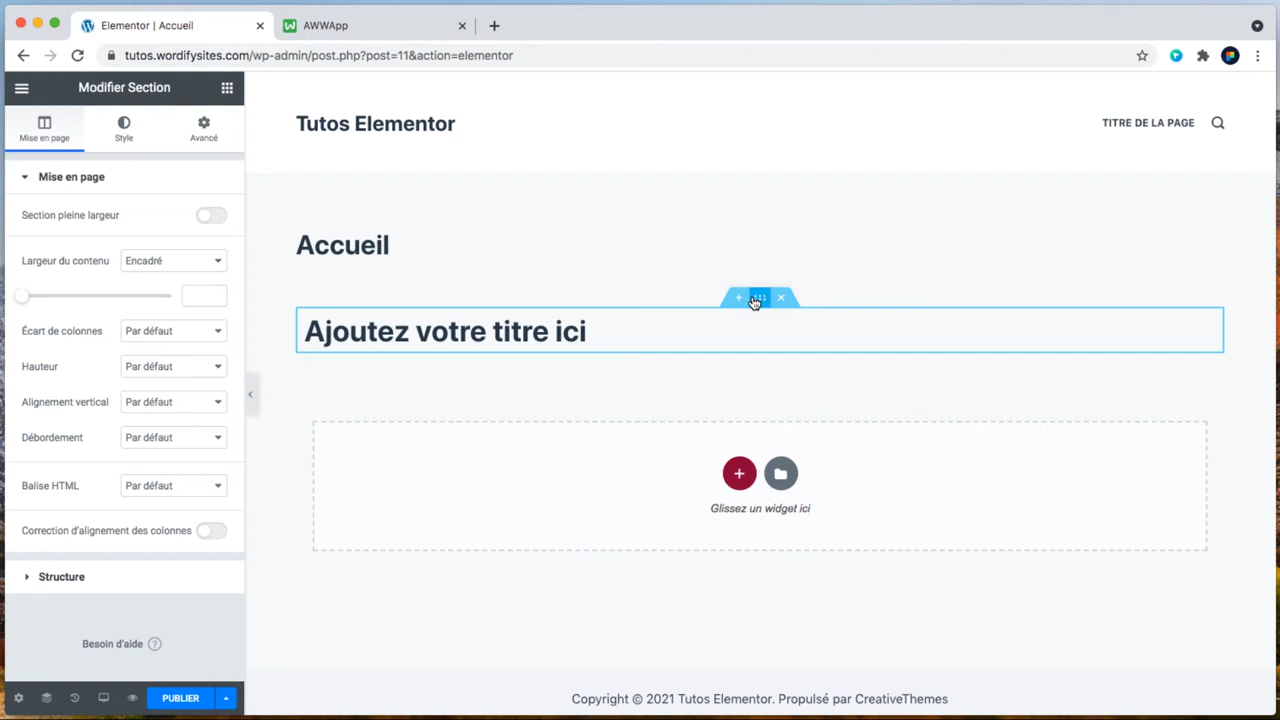 Elementor | Accueil
AWWApp
tutos.wordifysites.com/wp-admin/post.php?post=11&action=elementor
Modifier Section
Mise en page
Style
Avancé
Mise en page
Section pleine largeur
Largeur du contenu
Encadré
Écart de colonnes
Par défaut
Hauteur
Par défaut
Alignement vertical
Par défaut
Débordement
Par défaut
Balise HTML
Par défaut
Correction d'alignement des colonnes
Structure
Besoin d'aide ?
PUBLIER
Tutos Elementor
TITRE DE LA PAGE
Accueil
Ajoutez votre titre ici
Glissez un widget ici
Copyright © 2021 Tutos Elementor. Propulsé par CreativeThemes